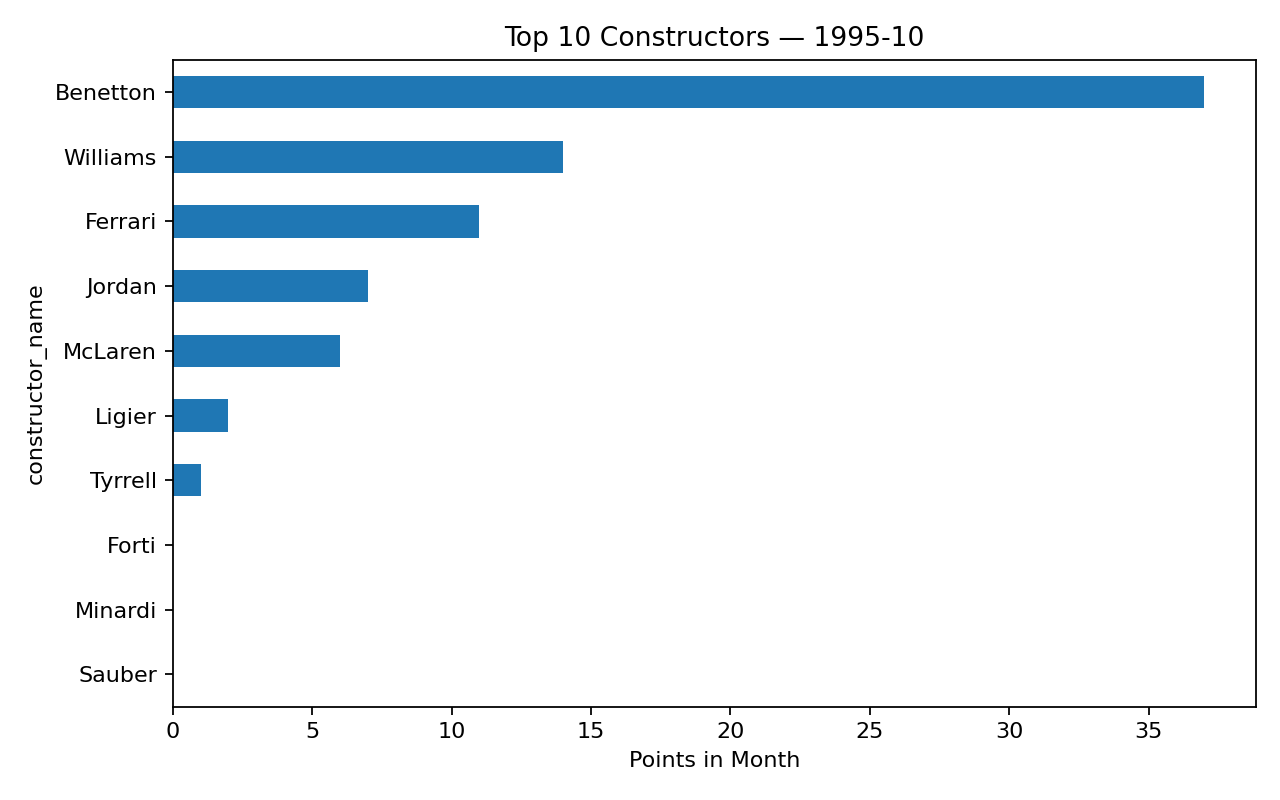 Top 10 Constructors — 1995-10
constructor_name
Benetton
Williams
Ferrari
Jordan
McLaren
Ligier
Tyrrell
Forti
Minardi
Sauber
0 5 10 15 20 25 30 35
Points in Month